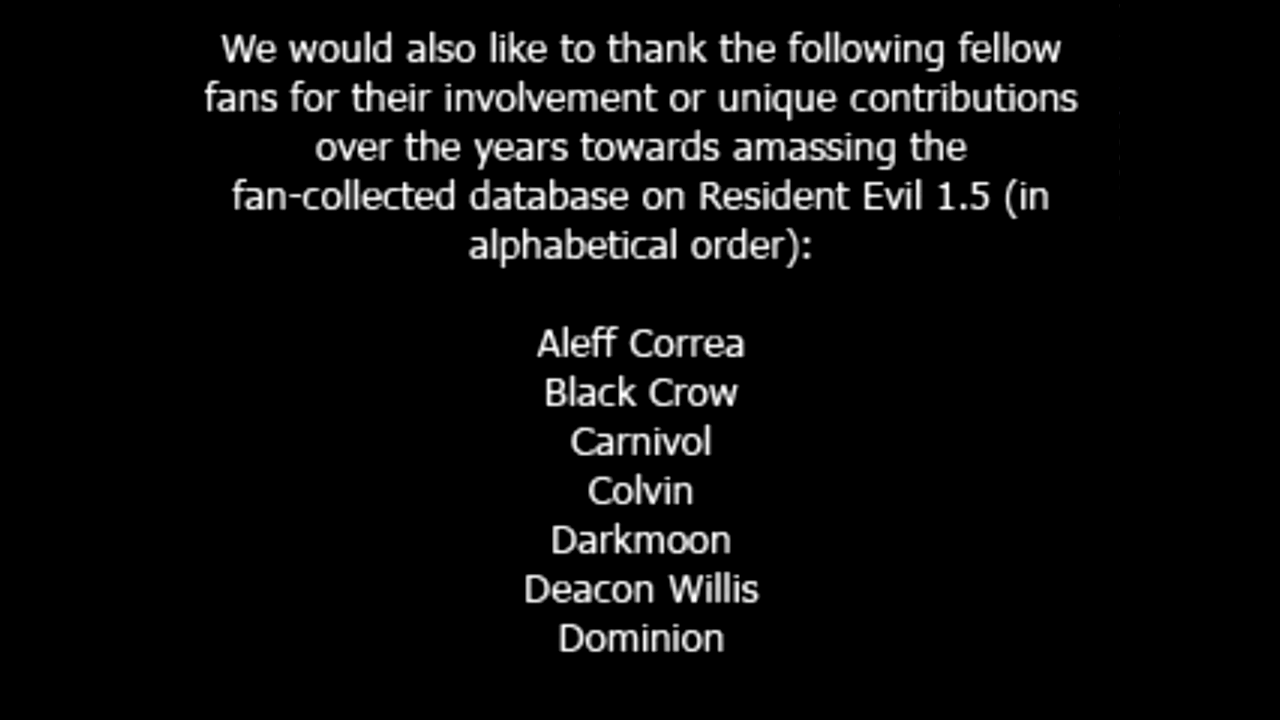 We would also like to thank the following fellow
fans for their involvement or unique contributions
over the years towards amassing the
fan-collected database on Resident Evil 1.5 (in
alphabetical order):
Aleff Correa
Black Crow
Carnivol
Colvin
Darkmoon
Deacon Willis
Dominion